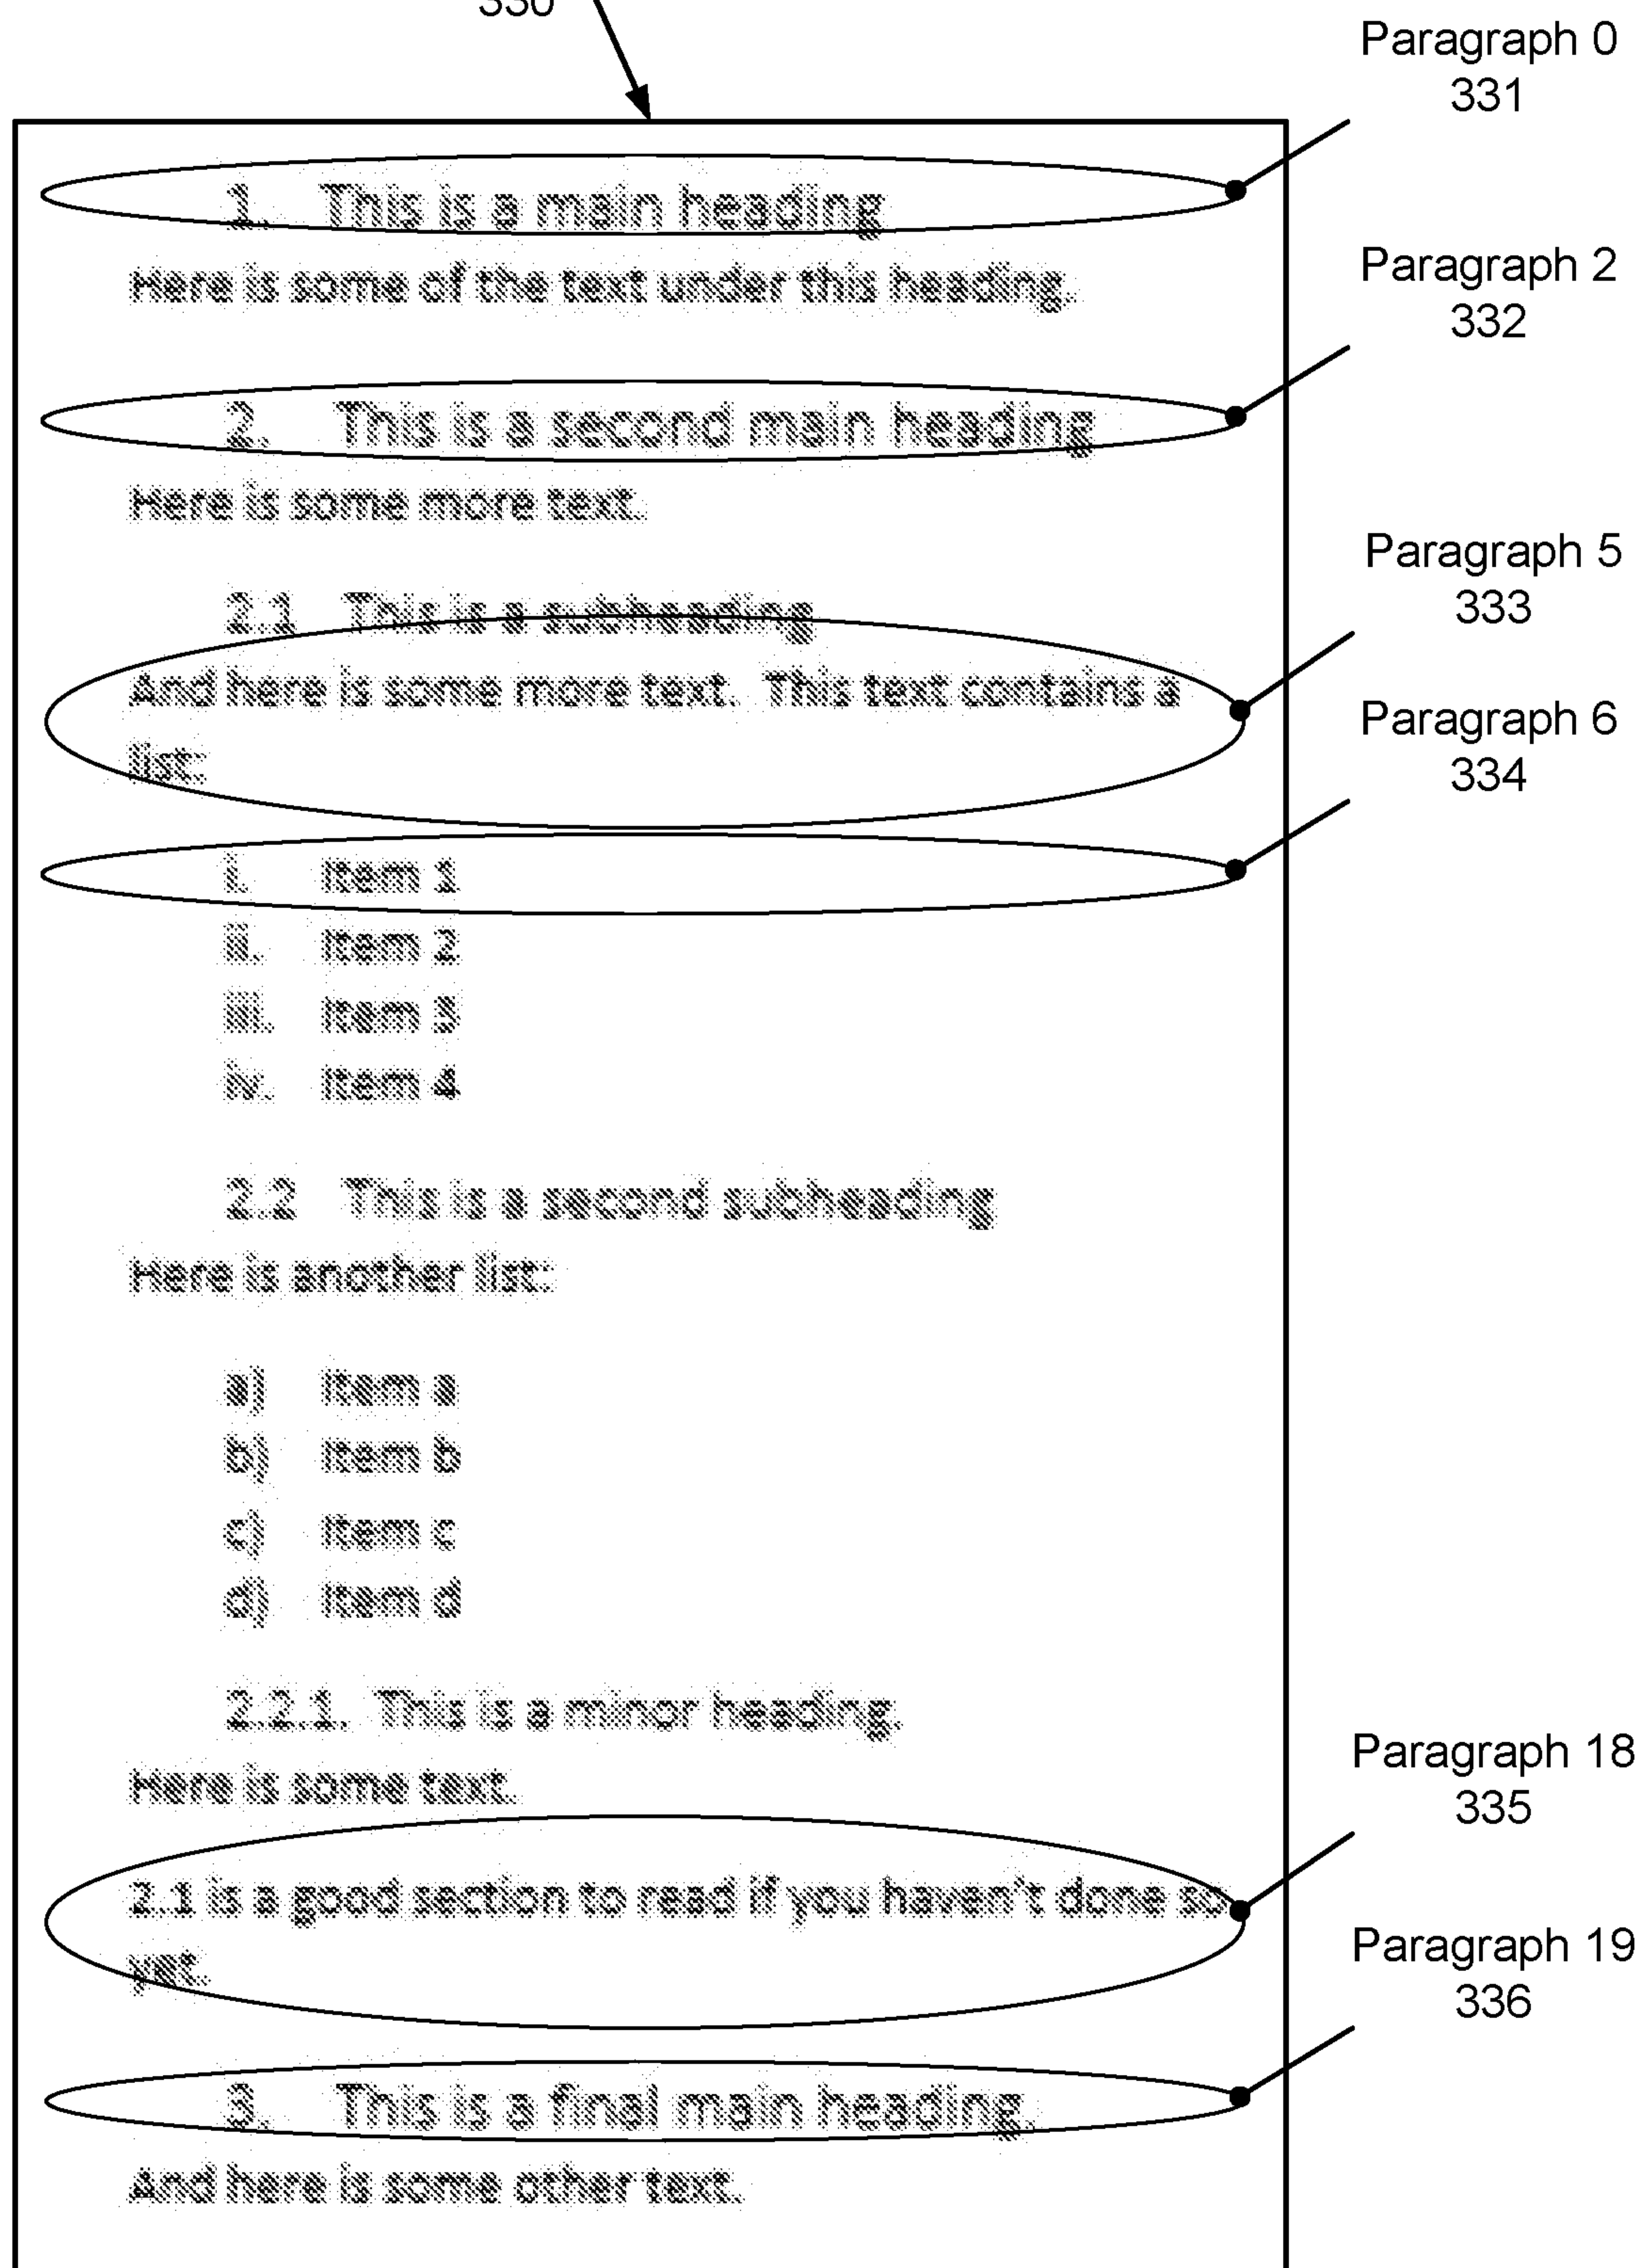 330
Paragraph 0
331
1. This is a main heading
Here is some of the text under this heading.
Paragraph 2
332
2. This is a second main heading
Here is some more text.
2.1 This is a subheading
Paragraph 5
333
And here is some more text. This text contains a
list:
Paragraph 6
334
i. Item 1
ii. Item 2
iii. Item 3
iv. Item 4
2.2 This is a second subheading
Here is another list:
a) Item a
b) Item b
c) Item c
d) Item d
2.2.1. This is a minor heading.
Here is some text.
Paragraph 18
335
2.1 is a good section to read if you haven't done so
yet.
Paragraph 19
336
3. This is a final main heading.
And here is some other text.